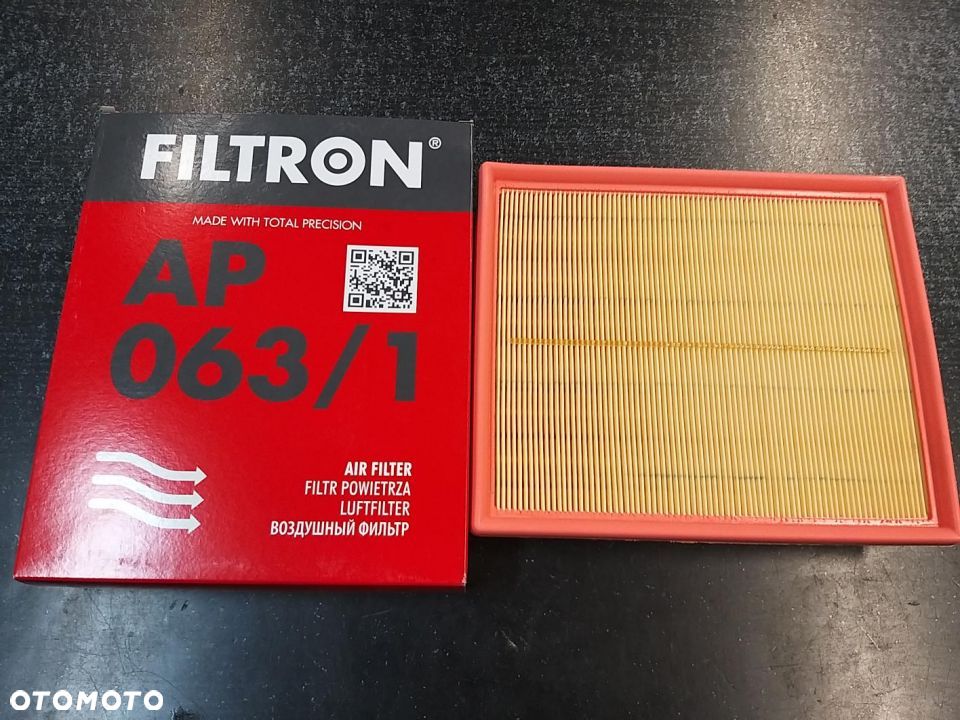 FILTRON®
MADE WITH TOTAL PRECISION
AP
063/1
AIR FILTER
FILTR POWIETRZA
LUFTFILTER
ВОЗДУШНЫЙ ФИЛЬТР
OTOMOTO